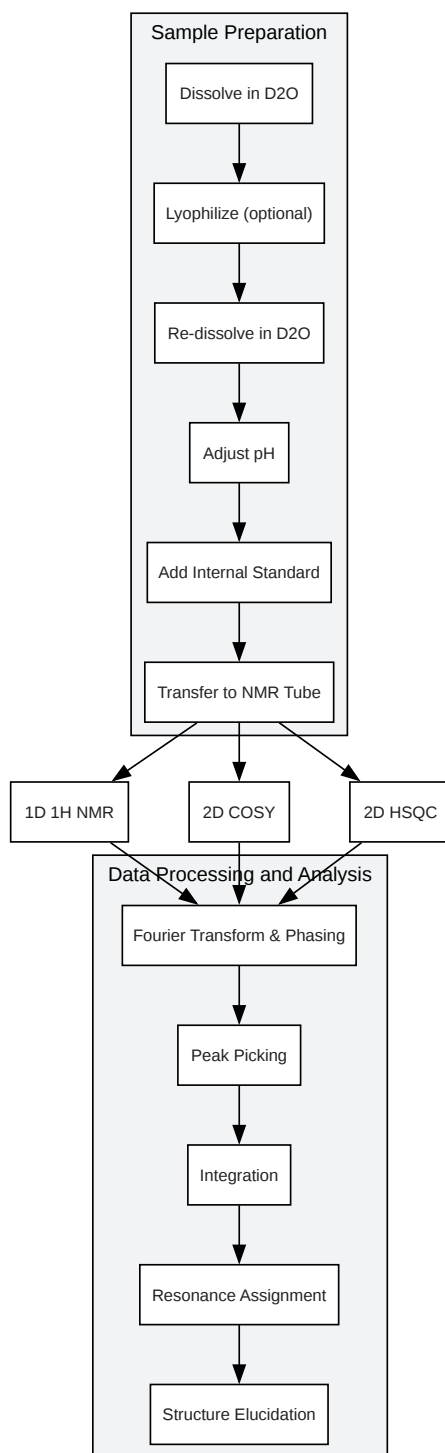 Sample Preparation
Dissolve in D2O
Lyophilize (optional)
Re-dissolve in D2O
Adjust pH
Add Internal Standard
Transfer to NMR Tube
1D 1H NMR
2D COSY
2D HSQC
Data Processing and Analysis
Fourier Transform & Phasing
Peak Picking
Integration
Resonance Assignment
Structure Elucidation